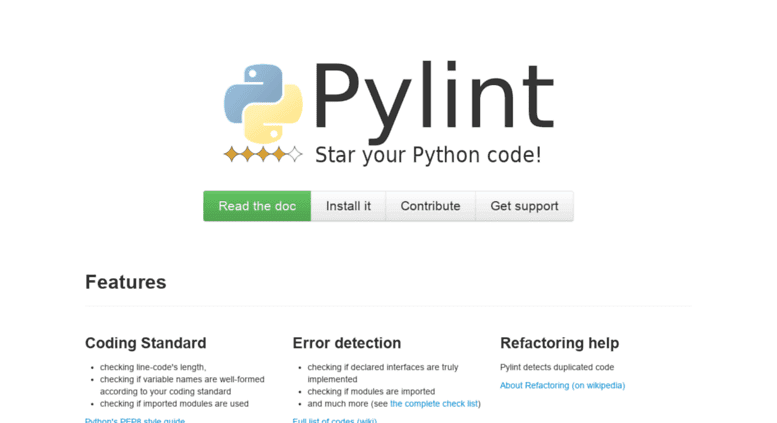 Pylint
Star your Python code!
Read the doc
Install it
Contribute
Get support
Features
Coding Standard
checking line-code's length,
checking if variable names are well-formed
according to your coding standard
checking if imported modules are used
Python's PEP8 style guide
Error detection
checking if declared interfaces are truly
implemented
checking if modules are imported
and much more (see the complete check list)
Full list of codes (wiki)
Refactoring help
Pylint detects duplicated code
About Refactoring (on wikipedia)